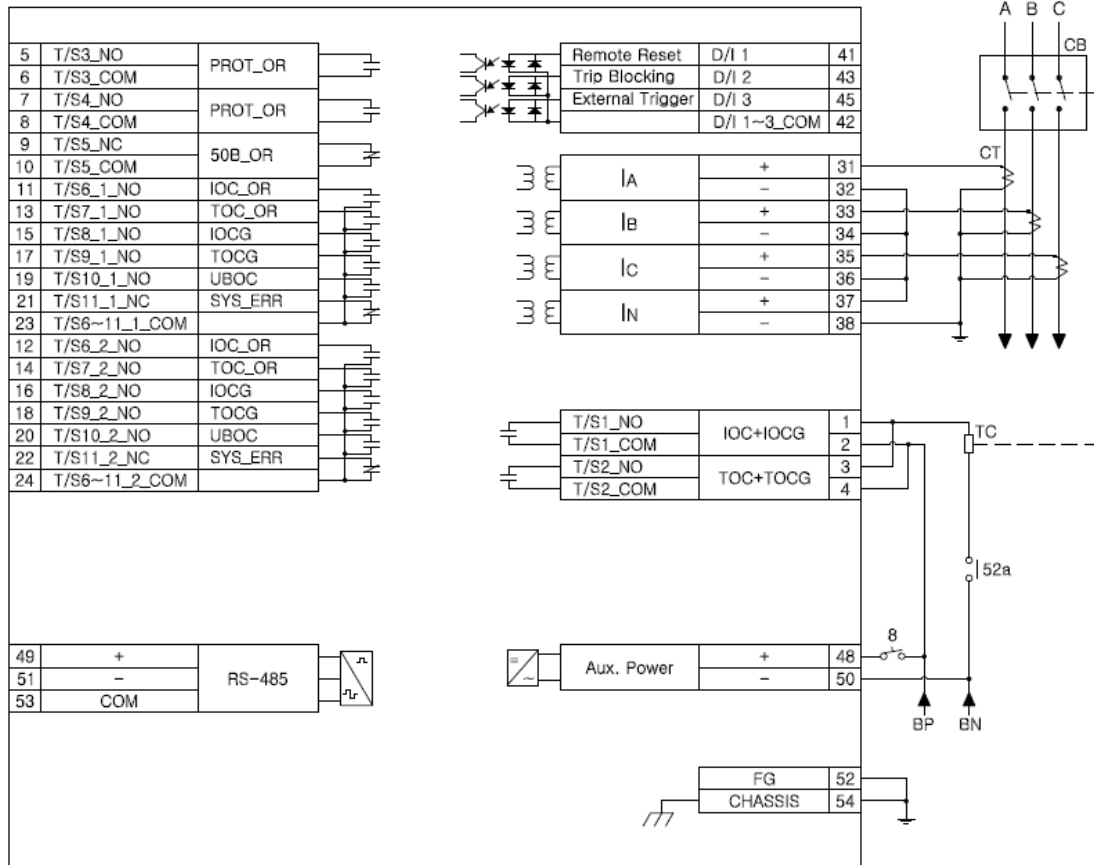 A B C
CB
5 T/S3_NO PROT_OR
6 T/S3_COM
7 T/S4_NO PROT_OR
8 T/S4_COM
9 T/S5_NC 50B_OR
10 T/S5_COM
11 T/S6_1_NO IOC_OR
13 T/S7_1_NO TOC_OR
15 T/S8_1_NO IOCG
17 T/S9_1_NO TOCG
19 T/S10_1_NO UBOC
21 T/S11_1_NC SYS_ERR
23 T/S6~11_1_COM
12 T/S6_2_NO IOC_OR
14 T/S7_2_NO TOC_OR
16 T/S8_2_NO IOCG
18 T/S9_2_NO TOCG
20 T/S10_2_NO UBOC
22 T/S11_2_NC SYS_ERR
24 T/S6~11_2_COM
49 + RS-485
51 -
53 COM
Remote Reset D/I 1 41
Trip Blocking D/I 2 43
External Trigger D/I 3 45
D/I 1~3_COM 42
CT
IA + 31
- 32
IB + 33
- 34
IC + 35
- 36
IN + 37
- 38
T/S1_NO IOC+IOCG 1
T/S1_COM 2
T/S2_NO TOC+TOCG 3
T/S2_COM 4
TC
52a
8
Aux. Power + 48
- 50
BP BN
FG 52
CHASSIS 54